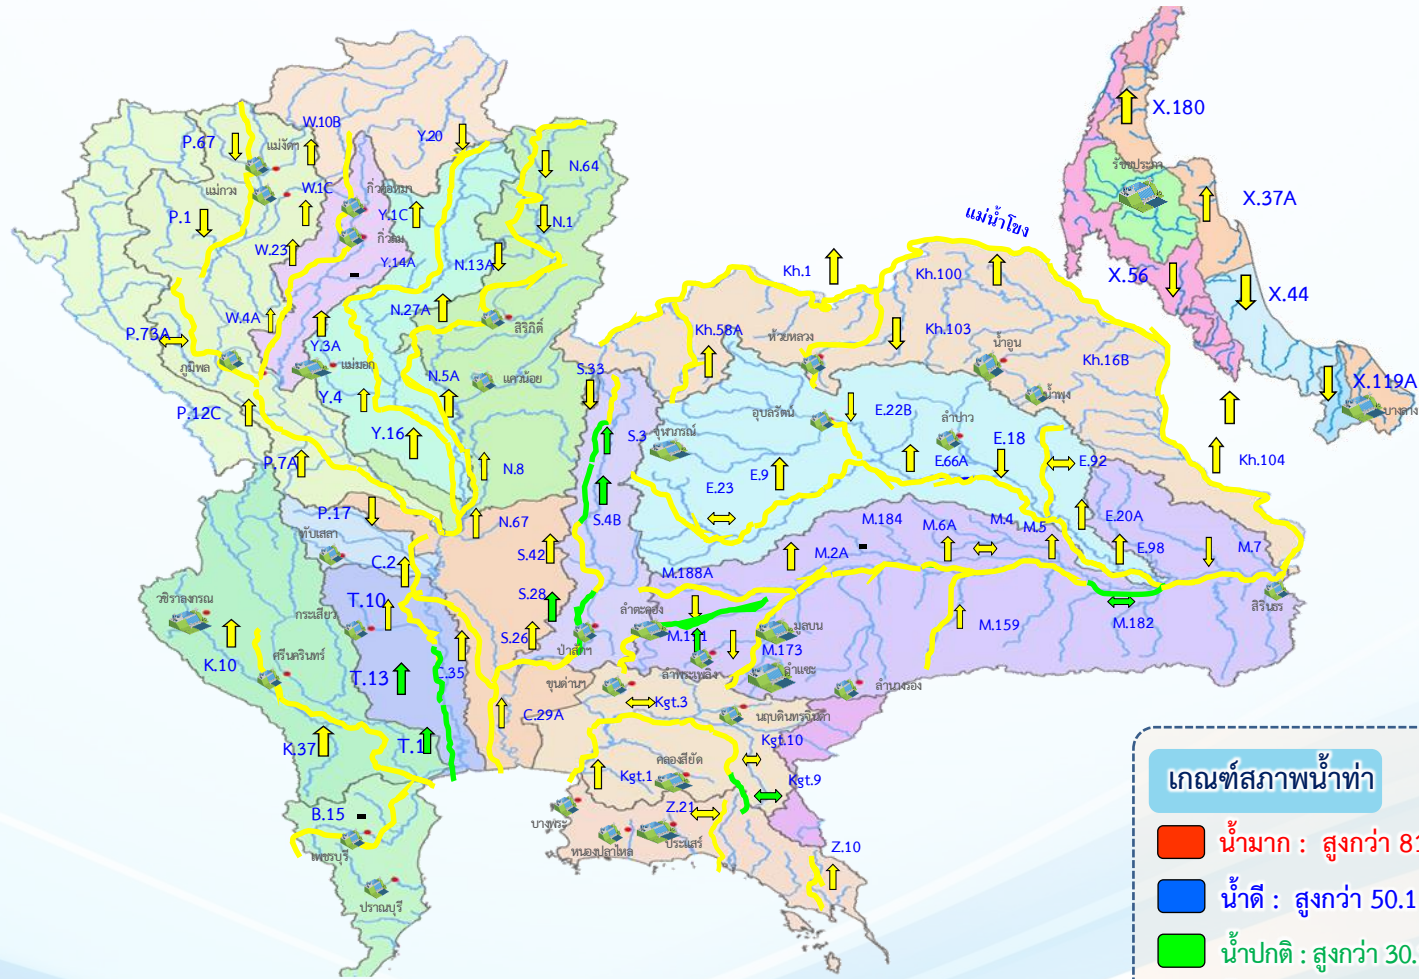 X.180
W.10B
Y.20
P.67
แม่งัด
N.64
รัชชประภา
แม่กวง
W.1C
กิ่วคอหมา
X.37A
P.1
Y.1C
N.1
แม่น้ำโขง
W.23
กิ่วลม
Y.14A
N.13A
Kh.1
Kh.100
X.56
X.44
W.4A
N.27A
สิริกิติ์
Kh.58A
ห้วยหลวง
Kh.103
P.73A
Y.3A
น้ำอูน
Kh.16B
ภูมิพล
แม่มอก
N.5A
แควน้อย
S.33
X.119A
น้ำพุง
บางลาง
P.12C
Y.4
อุบลรัตน์
E.22B
ลำปาว
Y.16
S.3
จุฬาภรณ์
E.18
P.7A
N.8
E.9
E.66A
E.92
Kh.104
E.23
P.17
N.67
S.4B
M.184
M.6A
M.4
M.5
E.20A
ทับเสลา
C.2
S.42
M.2A
E.98
M.7
M.188A
วชิราลงกรณ
กระเสียว
T.10
S.28
ลำตะคอง
สิรินธร
K.10
ศรีนครินทร์
S.26
ป่าสักฯ
M.191
มูลบน
M.173
M.159
M.182
T.13
C.35
ขุนด่านฯ
ลำพระเพลิง
ลำแชะ
ลำนางรอง
C.29A
Kgt.3
นฤบดินทรจินดา
K.37
T.1
Kgt.10
คลองสียัด
Kgt.1
Kgt.9
เกณฑ์สภาพน้ำท่า
B.15
บางพระ
Z.21
เพชรบุรี
หนองปลาไหล
ประแสร์
Z.10
น้ำมาก : สูงกว่า 81
ปราณบุรี
น้ำดี : สูงกว่า 50.1
น้ำปกติ : สูงกว่า 30.